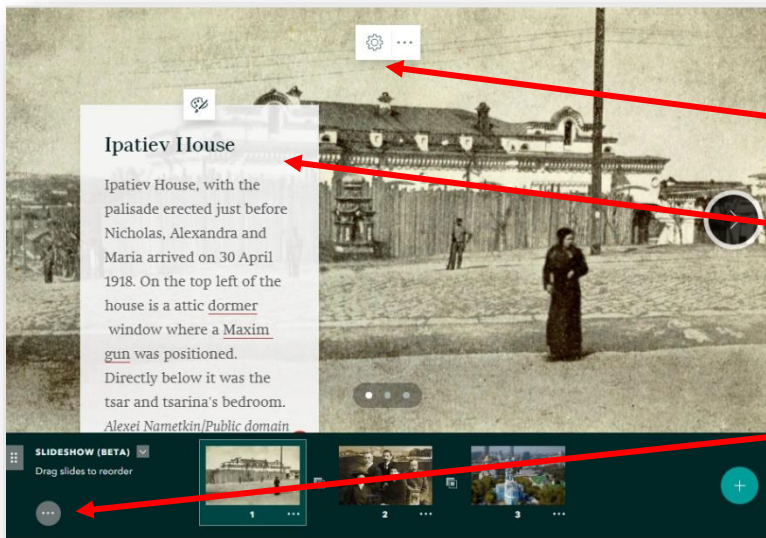 Ipatiev House
Ipatiev House, with the
palisade erected just before
Nicholas, Alexandra and
Maria arrived on 30 April
1918. On the top left of the
house is a attic dormer
window where a Maxim
gun was positioned.
Directly below it was the
tsar and tsarina's bedroom.
Alexei Nametkin/Public domain
SLIDESHOW (BETA)
Drag slides to reorder
1
2
3